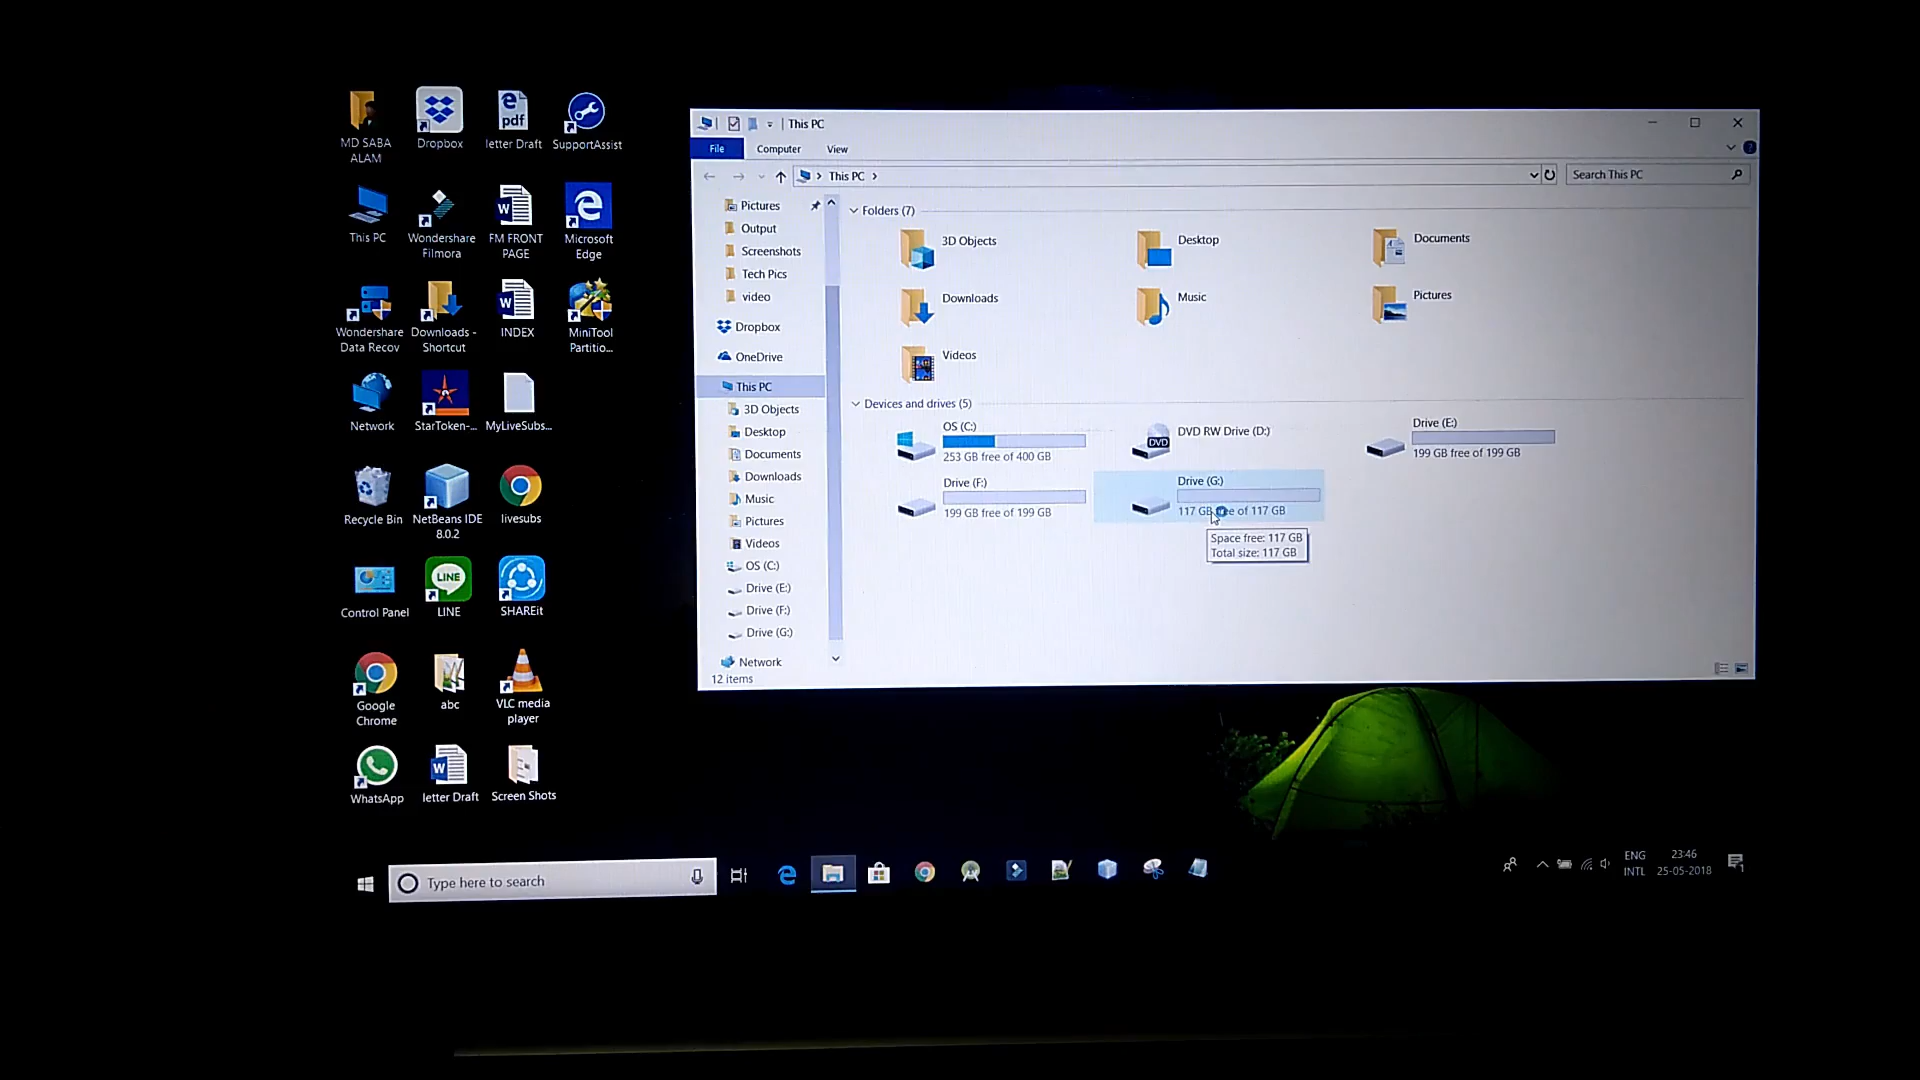 MD SABA
ALAM
Dropbox
pdf
letter Draft
SupportAssist
This PC
Wondershare
Filmora
FM FRONT
PAGE
Microsoft
Edge
Wondershare
Data Recov
Downloads -
Shortcut
INDEX
MiniTool
Partitio...
Network
StarToken-...
MyLiveSubs...
Recycle Bin
NetBeans IDE
8.0.2
livesubs
Control Panel
LINE
LINE
SHAREit
Google
Chrome
abc
VLC media
player
WhatsApp
letter Draft
Screen Shots
This PC
File
Computer
View
This PC
Search This PC
Pictures
Output
Screenshots
Tech Pics
video
Dropbox
OneDrive
This PC
3D Objects
Desktop
Documents
Downloads
Music
Pictures
Videos
OS (C:)
Drive (E:)
Drive (F:)
Drive (G:)
Network
12 items
Folders (7)
3D Objects
Desktop
Documents
Downloads
Music
Pictures
Videos
Devices and drives (5)
OS (C:)
253 GB free of 400 GB
DVD
DVD RW Drive (D:)
Drive (E:)
199 GB free of 199 GB
Drive (F:)
199 GB free of 199 GB
Drive (G:)
117 GB free of 117 GB
Space free: 117 GB
Total size: 117 GB
Type here to search
ENG
INTL
23:46
25-05-2018